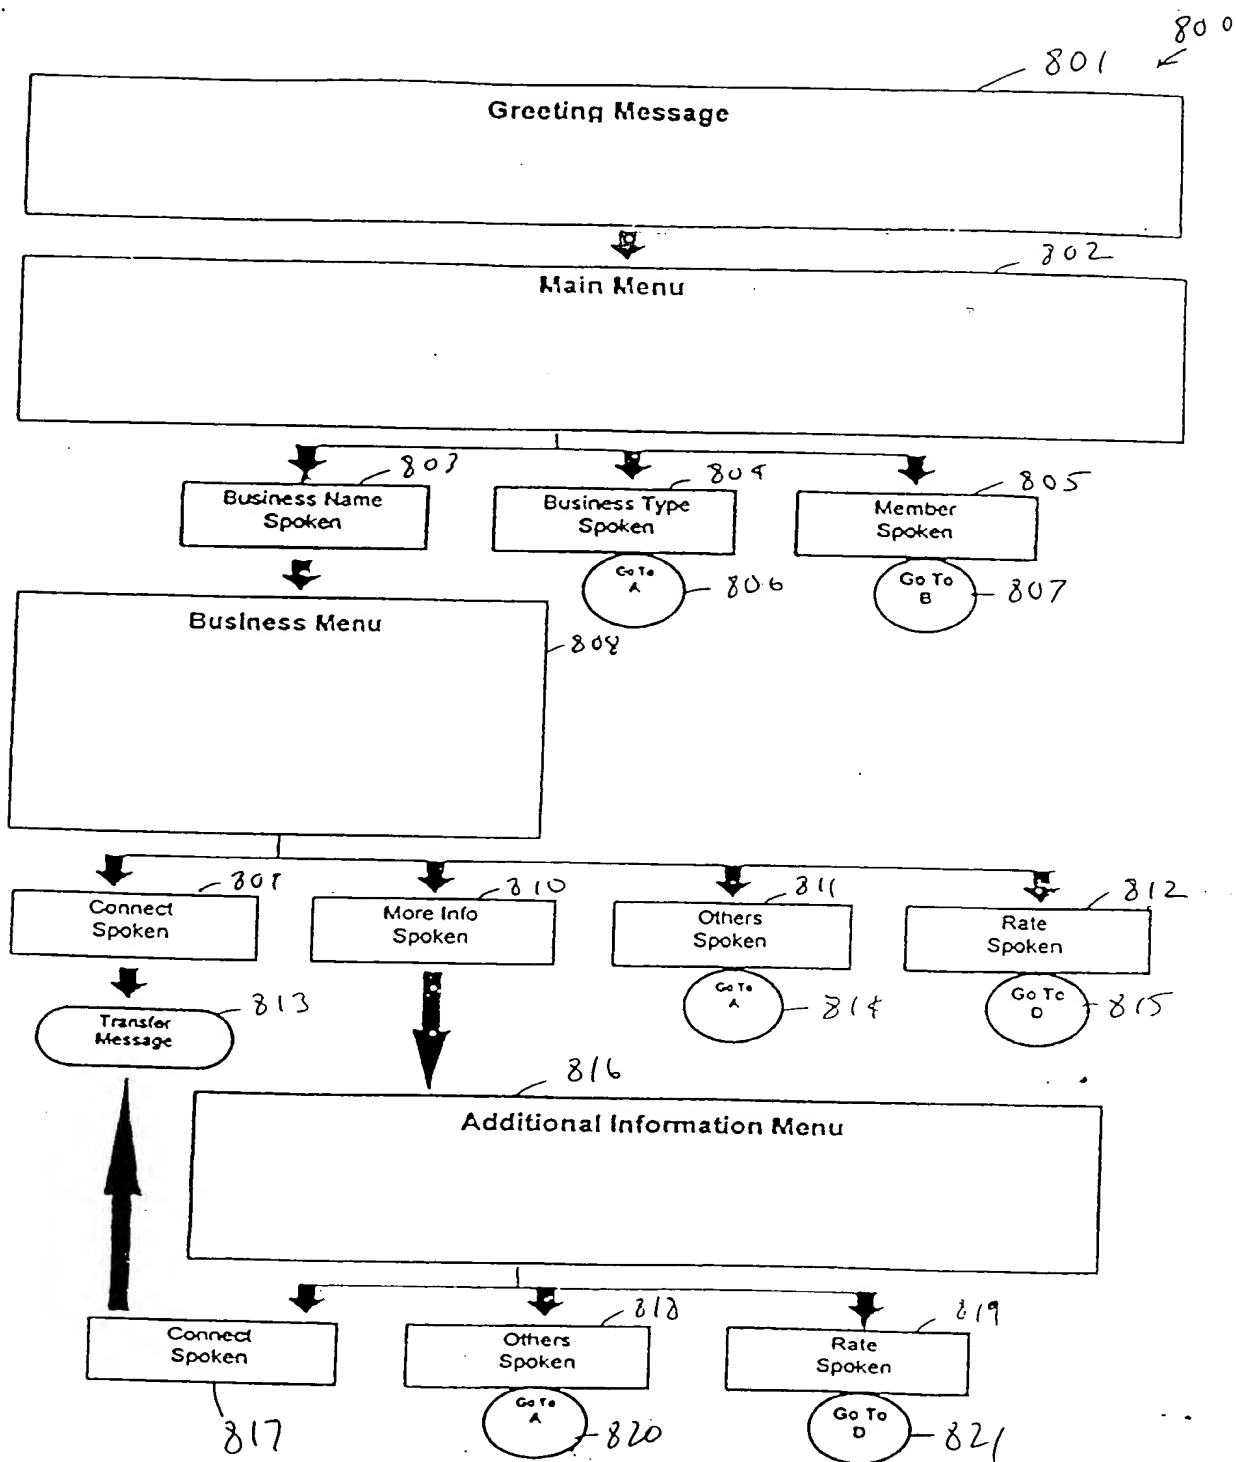 800
801
Greeting Message
802
Main Menu
803
804
805
Business Name
Spoken
Business Type
Spoken
Member
Spoken
Go To
A
806
Go To
B
807
Business Menu
808
809
810
811
812
Connect
Spoken
More Info
Spoken
Others
Spoken
Rate
Spoken
Transfer
Message
813
Go To
A
814
Go To
D
815
816
Additional Information Menu
818
819
Connect
Spoken
Others
Spoken
Rate
Spoken
817
Go To
A
820
Go To
D
821